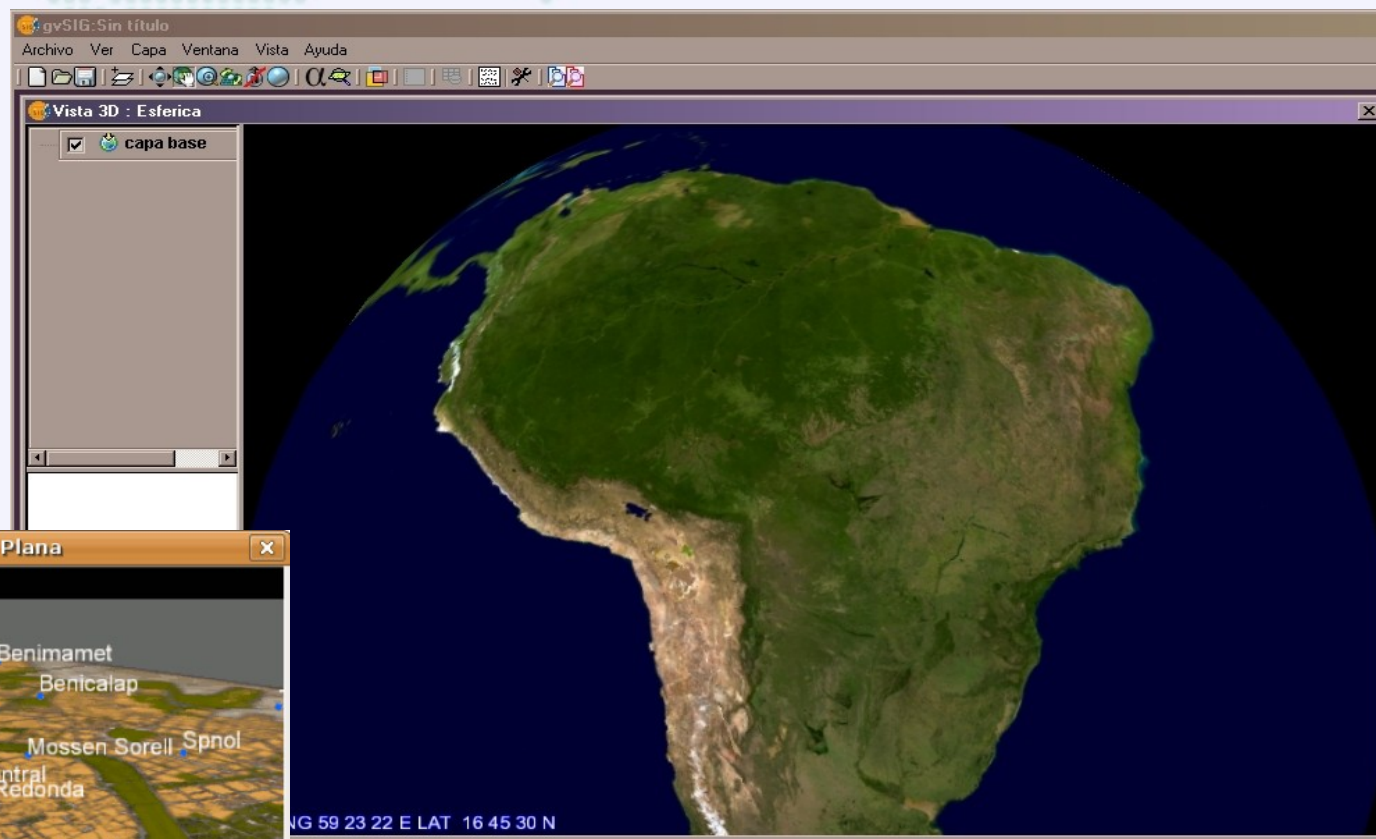 gvSIG:Sin título
Archivo Ver Capa Ventana Vista Ayuda
Vista 3D : Esferica
capa base
Plana
Benimamet
Benicalap
Mossen Sorell Spnol
ntral
Redonda
NG 59 23 22 E LAT 16 45 30 N